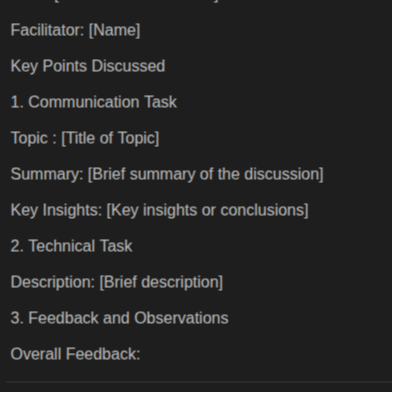 Facilitator: [Name]
Key Points Discussed
1. Communication Task
Topic : [Title of Topic]
Summary: [Brief summary of the discussion]
Key Insights: [Key insights or conclusions]
2. Technical Task
Description: [Brief description]
3. Feedback and Observations
Overall Feedback: